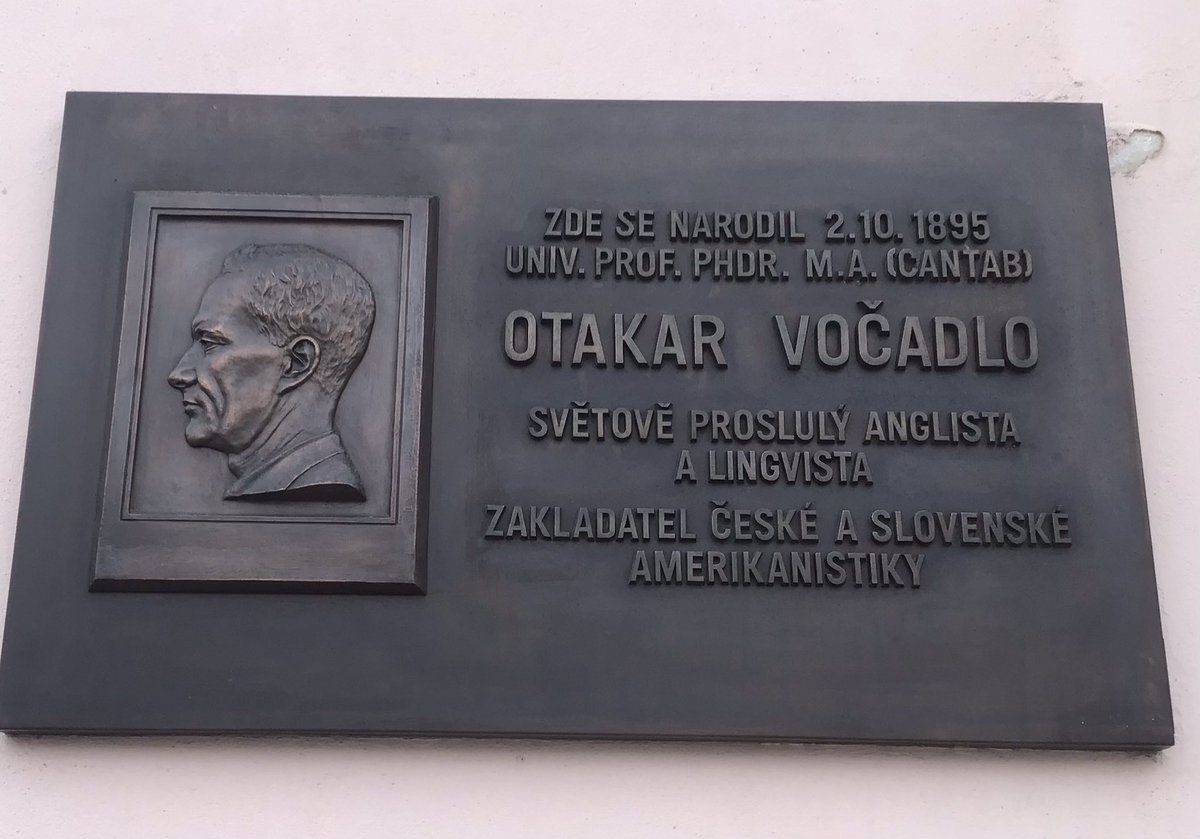 ZDE SE NARODIL 2.10.1895
UNIV. PROF. PHDR. M.A. (CANTAB)
OTAKAR VOČADLO
SVĚTOVĚ PROSLULÝ ANGLISTA
A LINGVISTA
ZAKLADATEL ČESKÉ A SLOVENSKÉ
AMERIKANISTIKY